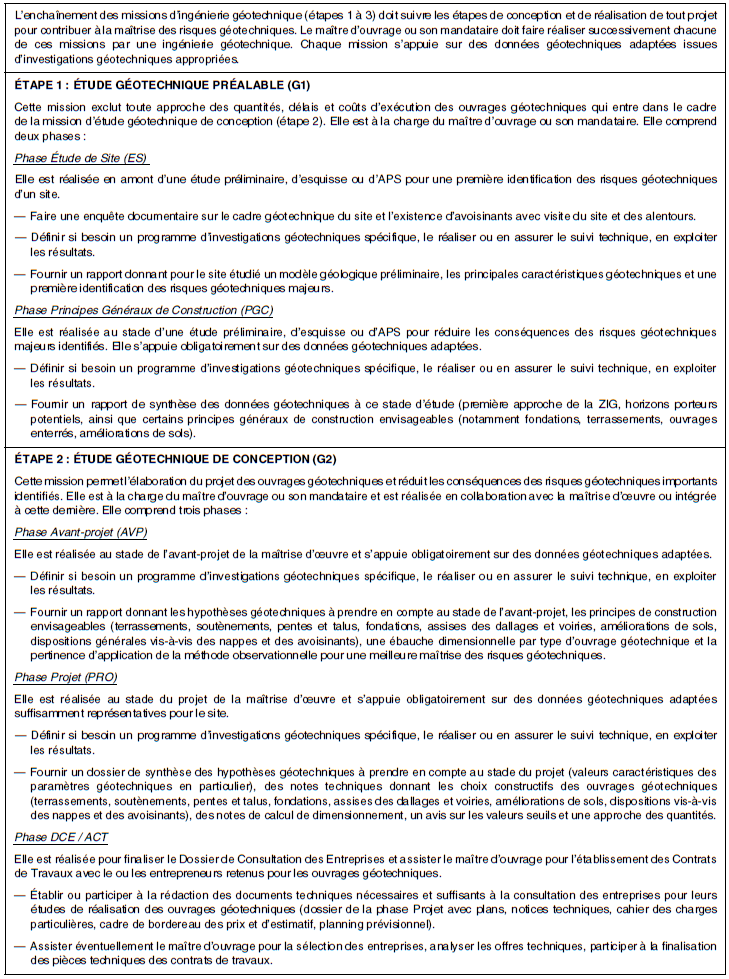 L'enchaînement des missions d'ingénierie géotechnique (étapes 1 à 3) doit suivre les étapes de conception et de réalisation de tout projet
pour contribuer à la maîtrise des risques géotechniques. Le maître d'ouvrage ou son mandataire doit faire réaliser successivement chacune
de ces missions par une ingénierie géotechnique. Chaque mission s'appuie sur des données géotechniques adaptées issues
d'investigations géotechniques appropriées.
ÉTAPE 1 : ÉTUDE GÉOTECHNIQUE PRÉALABLE (G1)
Cette mission exclut toute approche des quantités, délais et coûts d'exécution des ouvrages géotechniques qui entre dans le cadre
de la mission d'étude géotechnique de conception (étape 2). Elle est à la charge du maître d'ouvrage ou son mandataire. Elle comprend
deux phases :
Phase Étude de Site (ES)
Elle est réalisée en amont d'une étude préliminaire, d'esquisse ou d'APS pour une première identification des risques géotechniques
d'un site.
— Faire une enquête documentaire sur le cadre géotechnique du site et l'existence d'avoisinants avec visite du site et des alentours.
— Définir si besoin un programme d'investigations géotechniques spécifique, le réaliser ou en assurer le suivi technique, en exploiter
les résultats.
— Fournir un rapport donnant pour le site étudié un modèle géologique préliminaire, les principales caractéristiques géotechniques et une
première identification des risques géotechniques majeurs.
Phase Principes Généraux de Construction (PGC)
Elle est réalisée au stade d'une étude préliminaire, d'esquisse ou d'APS pour réduire les conséquences des risques géotechniques
majeurs identifiés. Elle s'appuie obligatoirement sur des données géotechniques adaptées.
— Définir si besoin un programme d'investigations géotechniques spécifique, le réaliser ou en assurer le suivi technique, en exploiter
les résultats.
— Fournir un rapport de synthèse des données géotechniques à ce stade d'étude (première approche de la ZIG, horizons porteurs
potentiels, ainsi que certains principes généraux de construction envisageables (notamment fondations, terrassements, ouvrages
enterrés, améliorations de sols).
ÉTAPE 2 : ÉTUDE GÉOTECHNIQUE DE CONCEPTION (G2)
Cette mission permet l'élaboration du projet des ouvrages géotechniques et réduit les conséquences des risques géotechniques importants
identifiés. Elle est à la charge du maître d'ouvrage ou son mandataire et est réalisée en collaboration avec la maîtrise d'œuvre ou intégrée
à cette dernière. Elle comprend trois phases :
Phase Avant-projet (AVP)
Elle est réalisée au stade de l'avant-projet de la maîtrise d'œuvre et s'appuie obligatoirement sur des données géotechniques adaptées.
— Définir si besoin un programme d'investigations géotechniques spécifique, le réaliser ou en assurer le suivi technique, en exploiter
les résultats.
— Fournir un rapport donnant les hypothèses géotechniques à prendre en compte au stade de l'avant-projet, les principes de construction
envisageables (terrassements, soutènements, pentes et talus, fondations, assises des dallages et voiries, améliorations de sols,
dispositions générales vis-à-vis des nappes et des avoisinants), une ébauche dimensionnelle par type d'ouvrage géotechnique et la
pertinence d'application de la méthode observationnelle pour une meilleure maîtrise des risques géotechniques.
Phase Projet (PRO)
Elle est réalisée au stade du projet de la maîtrise d'œuvre et s'appuie obligatoirement sur des données géotechniques adaptées
suffisamment représentatives pour le site.
— Définir si besoin un programme d'investigations géotechniques spécifique, le réaliser ou en assurer le suivi technique, en exploiter
les résultats.
— Fournir un dossier de synthèse des hypothèses géotechniques à prendre en compte au stade du projet (valeurs caractéristiques des
paramètres géotechniques en particulier), des notes techniques donnant les choix constructifs des ouvrages géotechniques
(terrassements, soutènements, pentes et talus, fondations, assises des dallages et voiries, améliorations de sols, dispositions vis-à-vis
des nappes et des avoisinants), des notes de calcul de dimensionnement, un avis sur les valeurs seuils et une approche des quantités.
Phase DCE / ACT
Elle est réalisée pour finaliser le Dossier de Consultation des Entreprises et assister le maître d'ouvrage pour l'établissement des Contrats
de Travaux avec le ou les entrepreneurs retenus pour les ouvrages géotechniques.
— Établir ou participer à la rédaction des documents techniques nécessaires et suffisants à la consultation des entreprises pour leurs
études de réalisation des ouvrages géotechniques (dossier de la phase Projet avec plans, notices techniques, cahier des charges
particulières, cadre de bordereau des prix et d'estimatif, planning prévisionnel).
— Assister éventuellement le maître d'ouvrage pour la sélection des entreprises, analyser les offres techniques, participer à la finalisation
des pièces techniques des contrats de travaux.